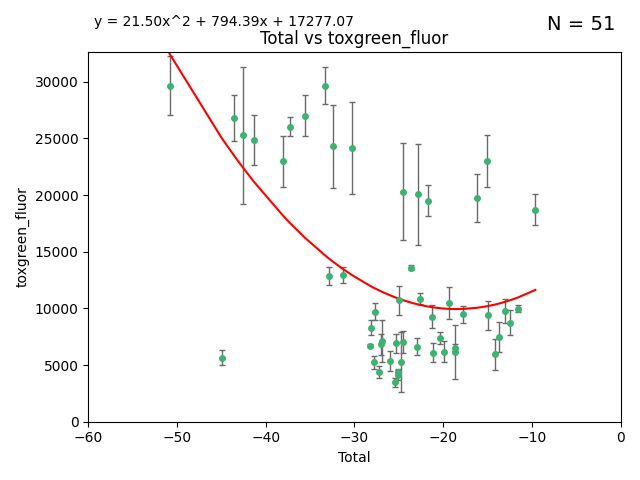 y = 21.50x^2 + 794.39x + 17277.07
N = 51
Total vs toxgreen_fluor
30000
25000
20000
15000
10000
5000
0
toxgreen_fluor
−60 −50 −40 −30 −20 −10 0
Total